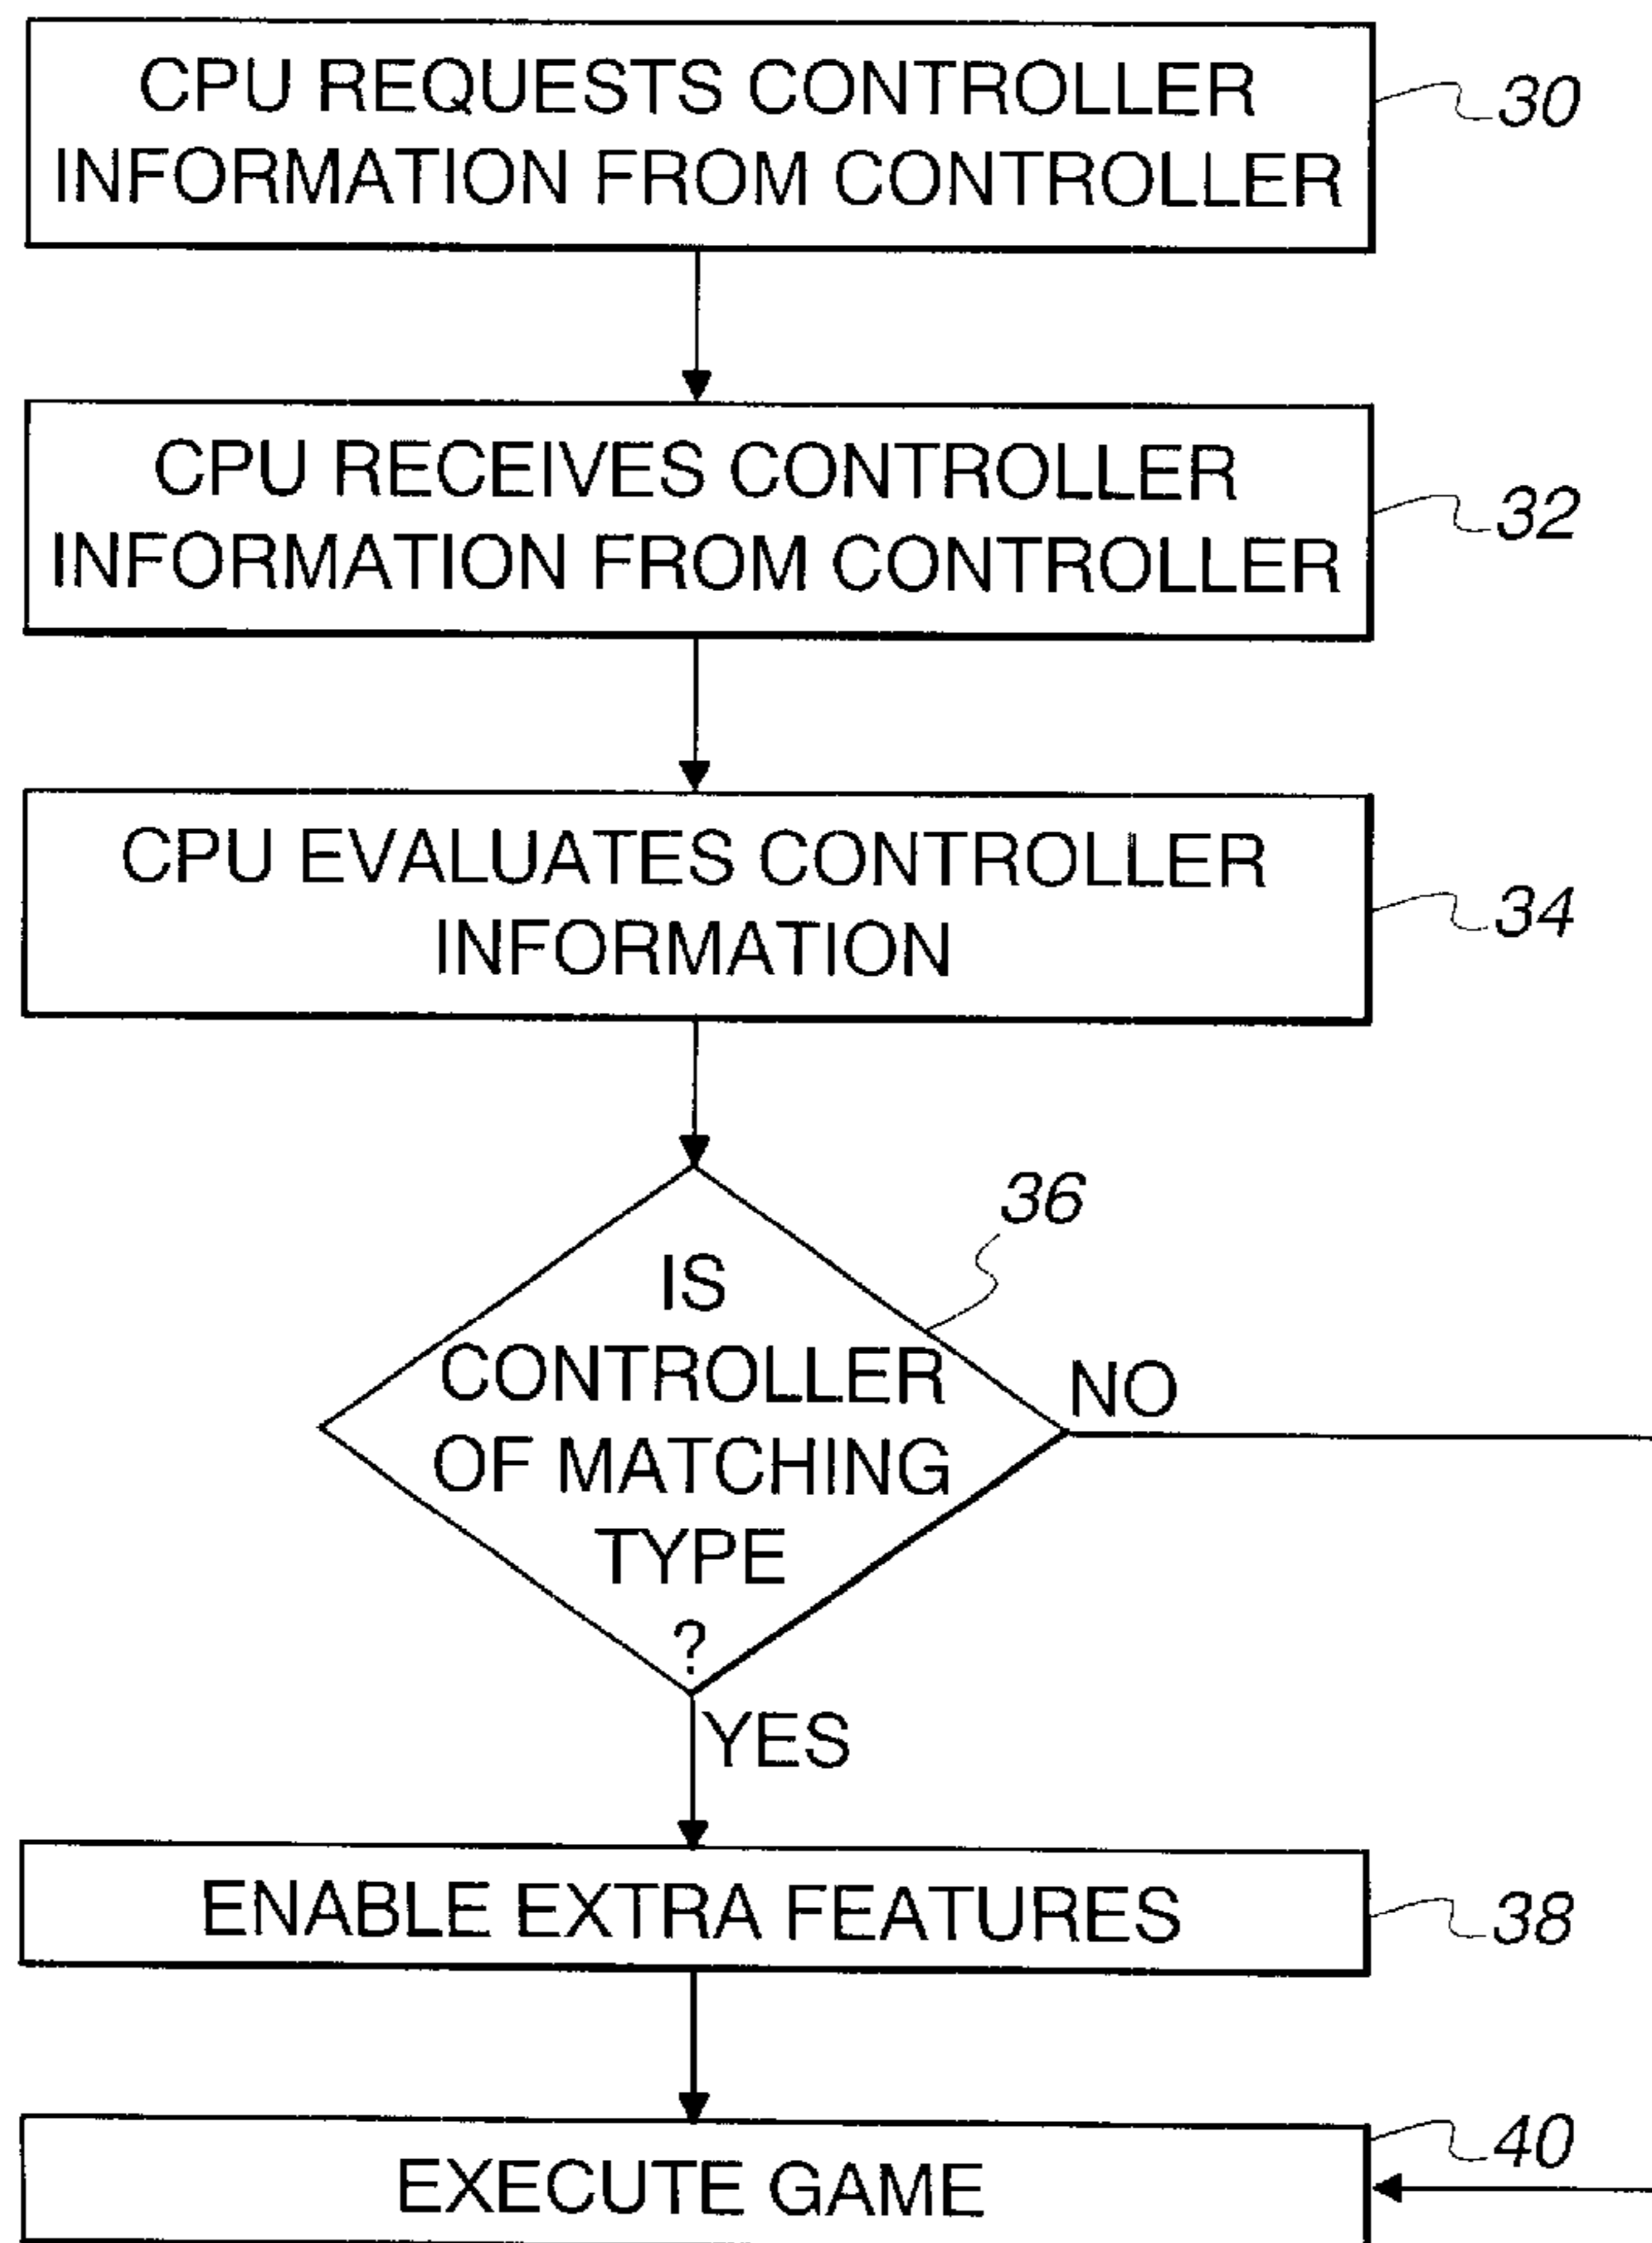 CPU REQUESTS CONTROLLER
INFORMATION FROM CONTROLLER
30
CPU RECEIVES CONTROLLER
INFORMATION FROM CONTROLLER
32
CPU EVALUATES CONTROLLER
INFORMATION
34
36
IS
CONTROLLER
OF MATCHING
TYPE
?
NO
YES
ENABLE EXTRA FEATURES
38
EXECUTE GAME
40